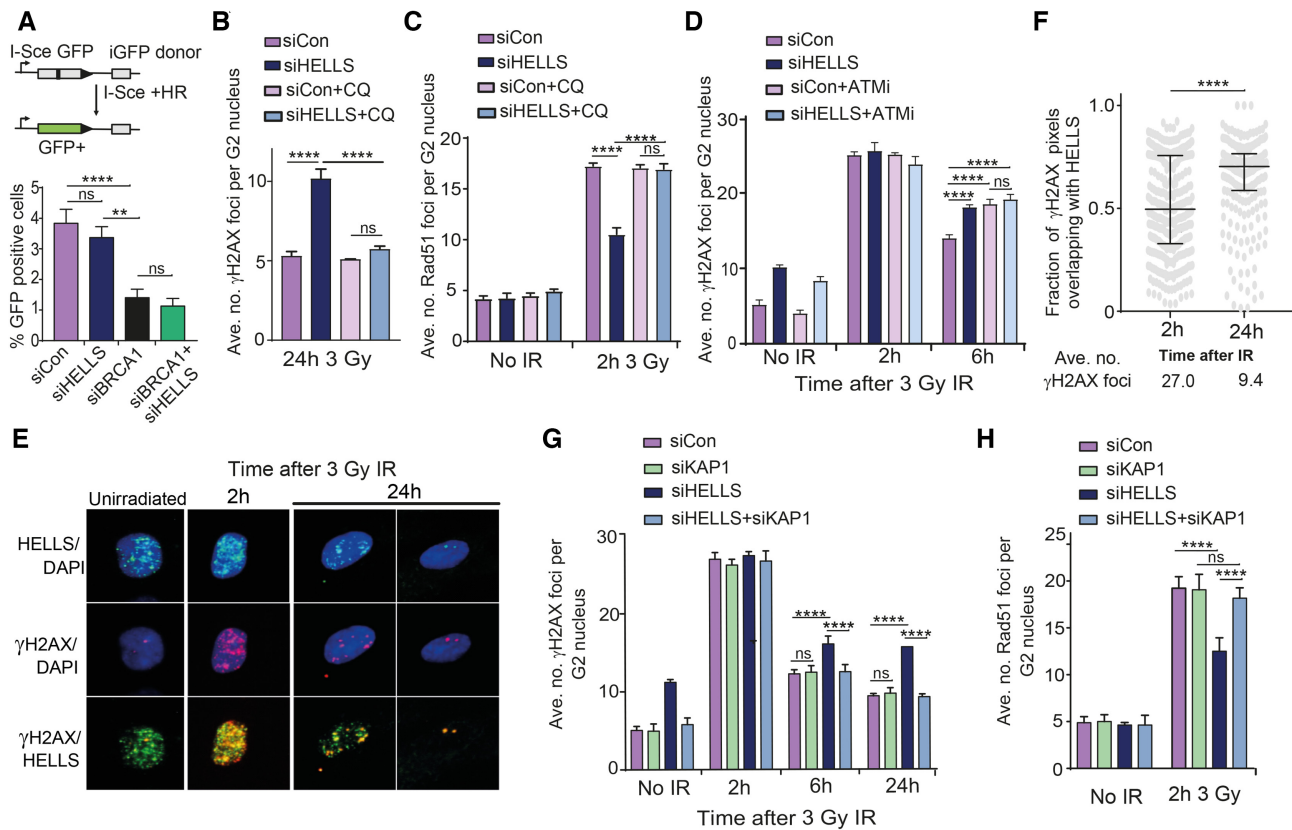 A
I-Sce GFP
iGFP donor
I-Sce +HR
GFP+
% GFP positive cells
5
4
3
2
1
0
****
ns
**
ns
siCon
siHELLS
siBRCA1
siBRCA1+
siHELLS
B
siCon
siHELLS
siCon+CQ
siHELLS+CQ
Ave. no. γH2AX foci per G2 nucleus
10
5
0
****
****
ns
24h 3 Gy
C
siCon
siHELLS
siCon+CQ
siHELLS+CQ
Ave. no. Rad51 foci per G2 nucleus
20
15
10
5
0
****
****
ns
No IR
2h 3 Gy
D
siCon
siHELLS
siCon+ATMi
siHELLS+ATMi
Ave. no. γH2AX foci per G2 nucleus
30
20
10
0
****
****
ns
****
No IR
2h
6h
Time after 3 Gy IR
F
Fraction of γH2AX pixels
overlapping with HELLS
1.0
0.5
0
****
2h
24h
Time after IR
Ave. no.
γH2AX foci
27.0
9.4
E
Time after 3 Gy IR
Unirradiated
2h
24h
HELLS/
DAPI
γH2AX/
DAPI
γH2AX/
HELLS
G
siCon
siKAP1
siHELLS
siHELLS+siKAP1
Ave. no. γH2AX foci per
G2 nucleus
30
20
10
0
****
****
ns
****
****
ns
No IR
2h
6h
24h
Time after 3 Gy IR
H
siCon
siKAP1
siHELLS
siHELLS+siKAP1
Ave. no. Rad51 foci per
G2 nucleus
25
20
15
10
5
0
****
ns
****
No IR
2h 3 Gy